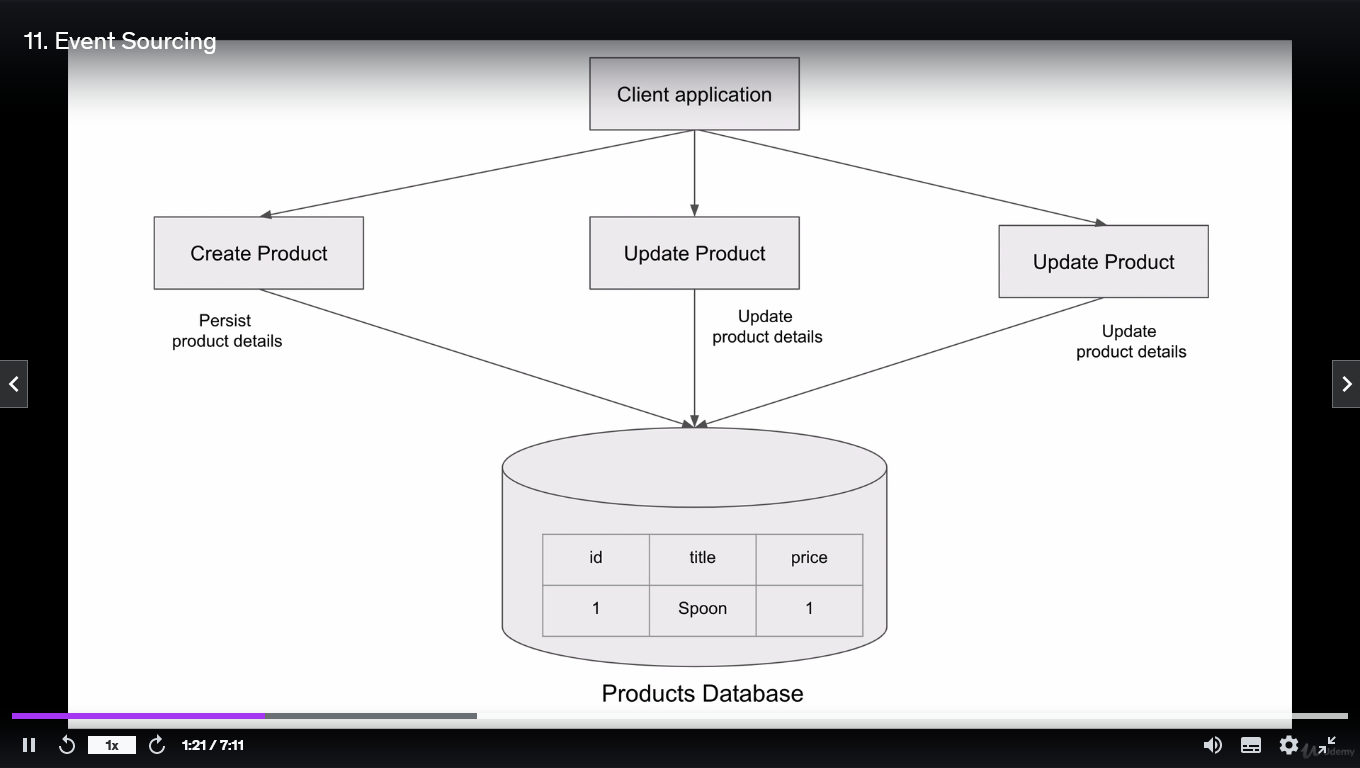 11. Event Sourcing
Client application
Create Product
Update Product
Update Product
Persist
product details
Update
product details
Update
product details
id title price
1 Spoon 1
Products Database
1x
1:21 / 7:11
Udemy